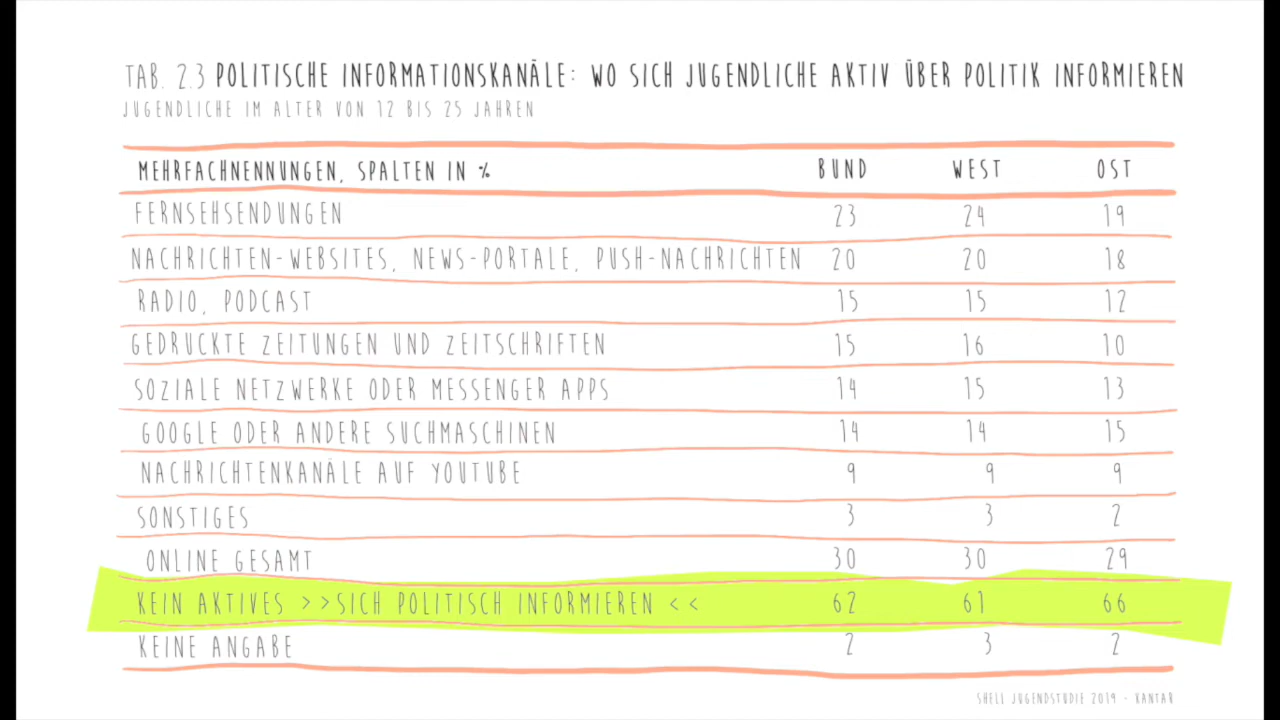 TAB. 2.3 POLITISCHE INFORMATIONSKANÄLE: WO SICH JUGENDLICHE AKTIV ÜBER POLITIK INFORMIEREN
JUGENDLICHE IM ALTER VON 12 BIS 25 JAHREN
MEHRFACHNENNUNGEN, SPALTEN IN % BUND WEST OST
FERNSEHSENDUNGEN 23 24 19
NACHRICHTEN-WEBSITES, NEWS-PORTALE, PUSH-NACHRICHTEN 20 20 18
RADIO, PODCAST 15 15 12
GEDRUCKTE ZEITUNGEN UND ZEITSCHRIFTEN 15 16 10
SOZIALE NETZWERKE ODER MESSENGER APPS 14 15 13
GOOGLE ODER ANDERE SUCHMASCHINEN 14 14 15
NACHRICHTENKANÄLE AUF YOUTUBE 9 9 9
SONSTIGES 3 3 2
ONLINE GESAMT 30 30 29
KEIN AKTIVES >>SICH POLITISCH INFORMIEREN << 62 61 66
KEINE ANGABE 2 3 2
SHELL JUGENDSTUDIE 2019 - KANTAR